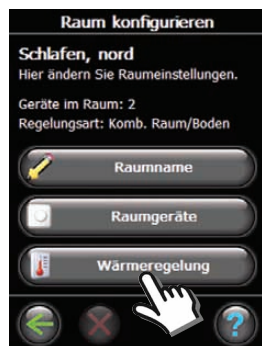 Raum konfigurieren
Schlafen, nord
Hier ändern Sie Raumeinstellungen.
Geräte im Raum: 2
Regelungsart: Komb. Raum/Boden
Raumname
Raumgeräte
Wärmeregelung
?